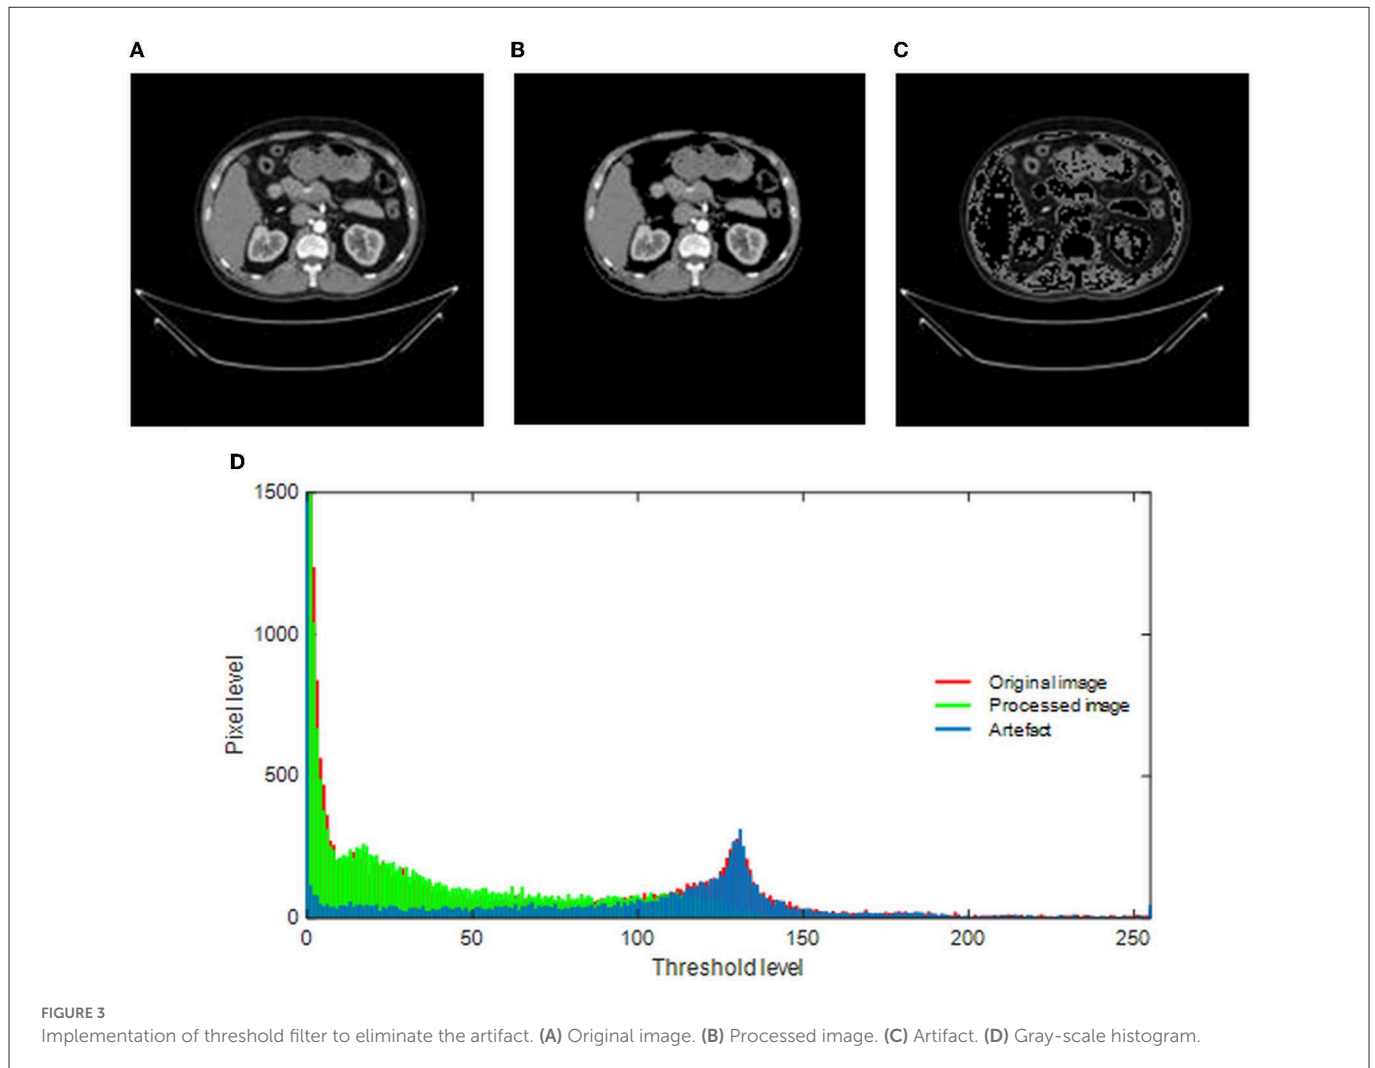 A
B
C
D
1500
1000
500
0
Pixel level
Original image
Processed image
Artefact
0
50
100
150
200
250
Threshold level
FIGURE 3
Implementation of threshold filter to eliminate the artifact. (A) Original image. (B) Processed image. (C) Artifact. (D) Gray-scale histogram.